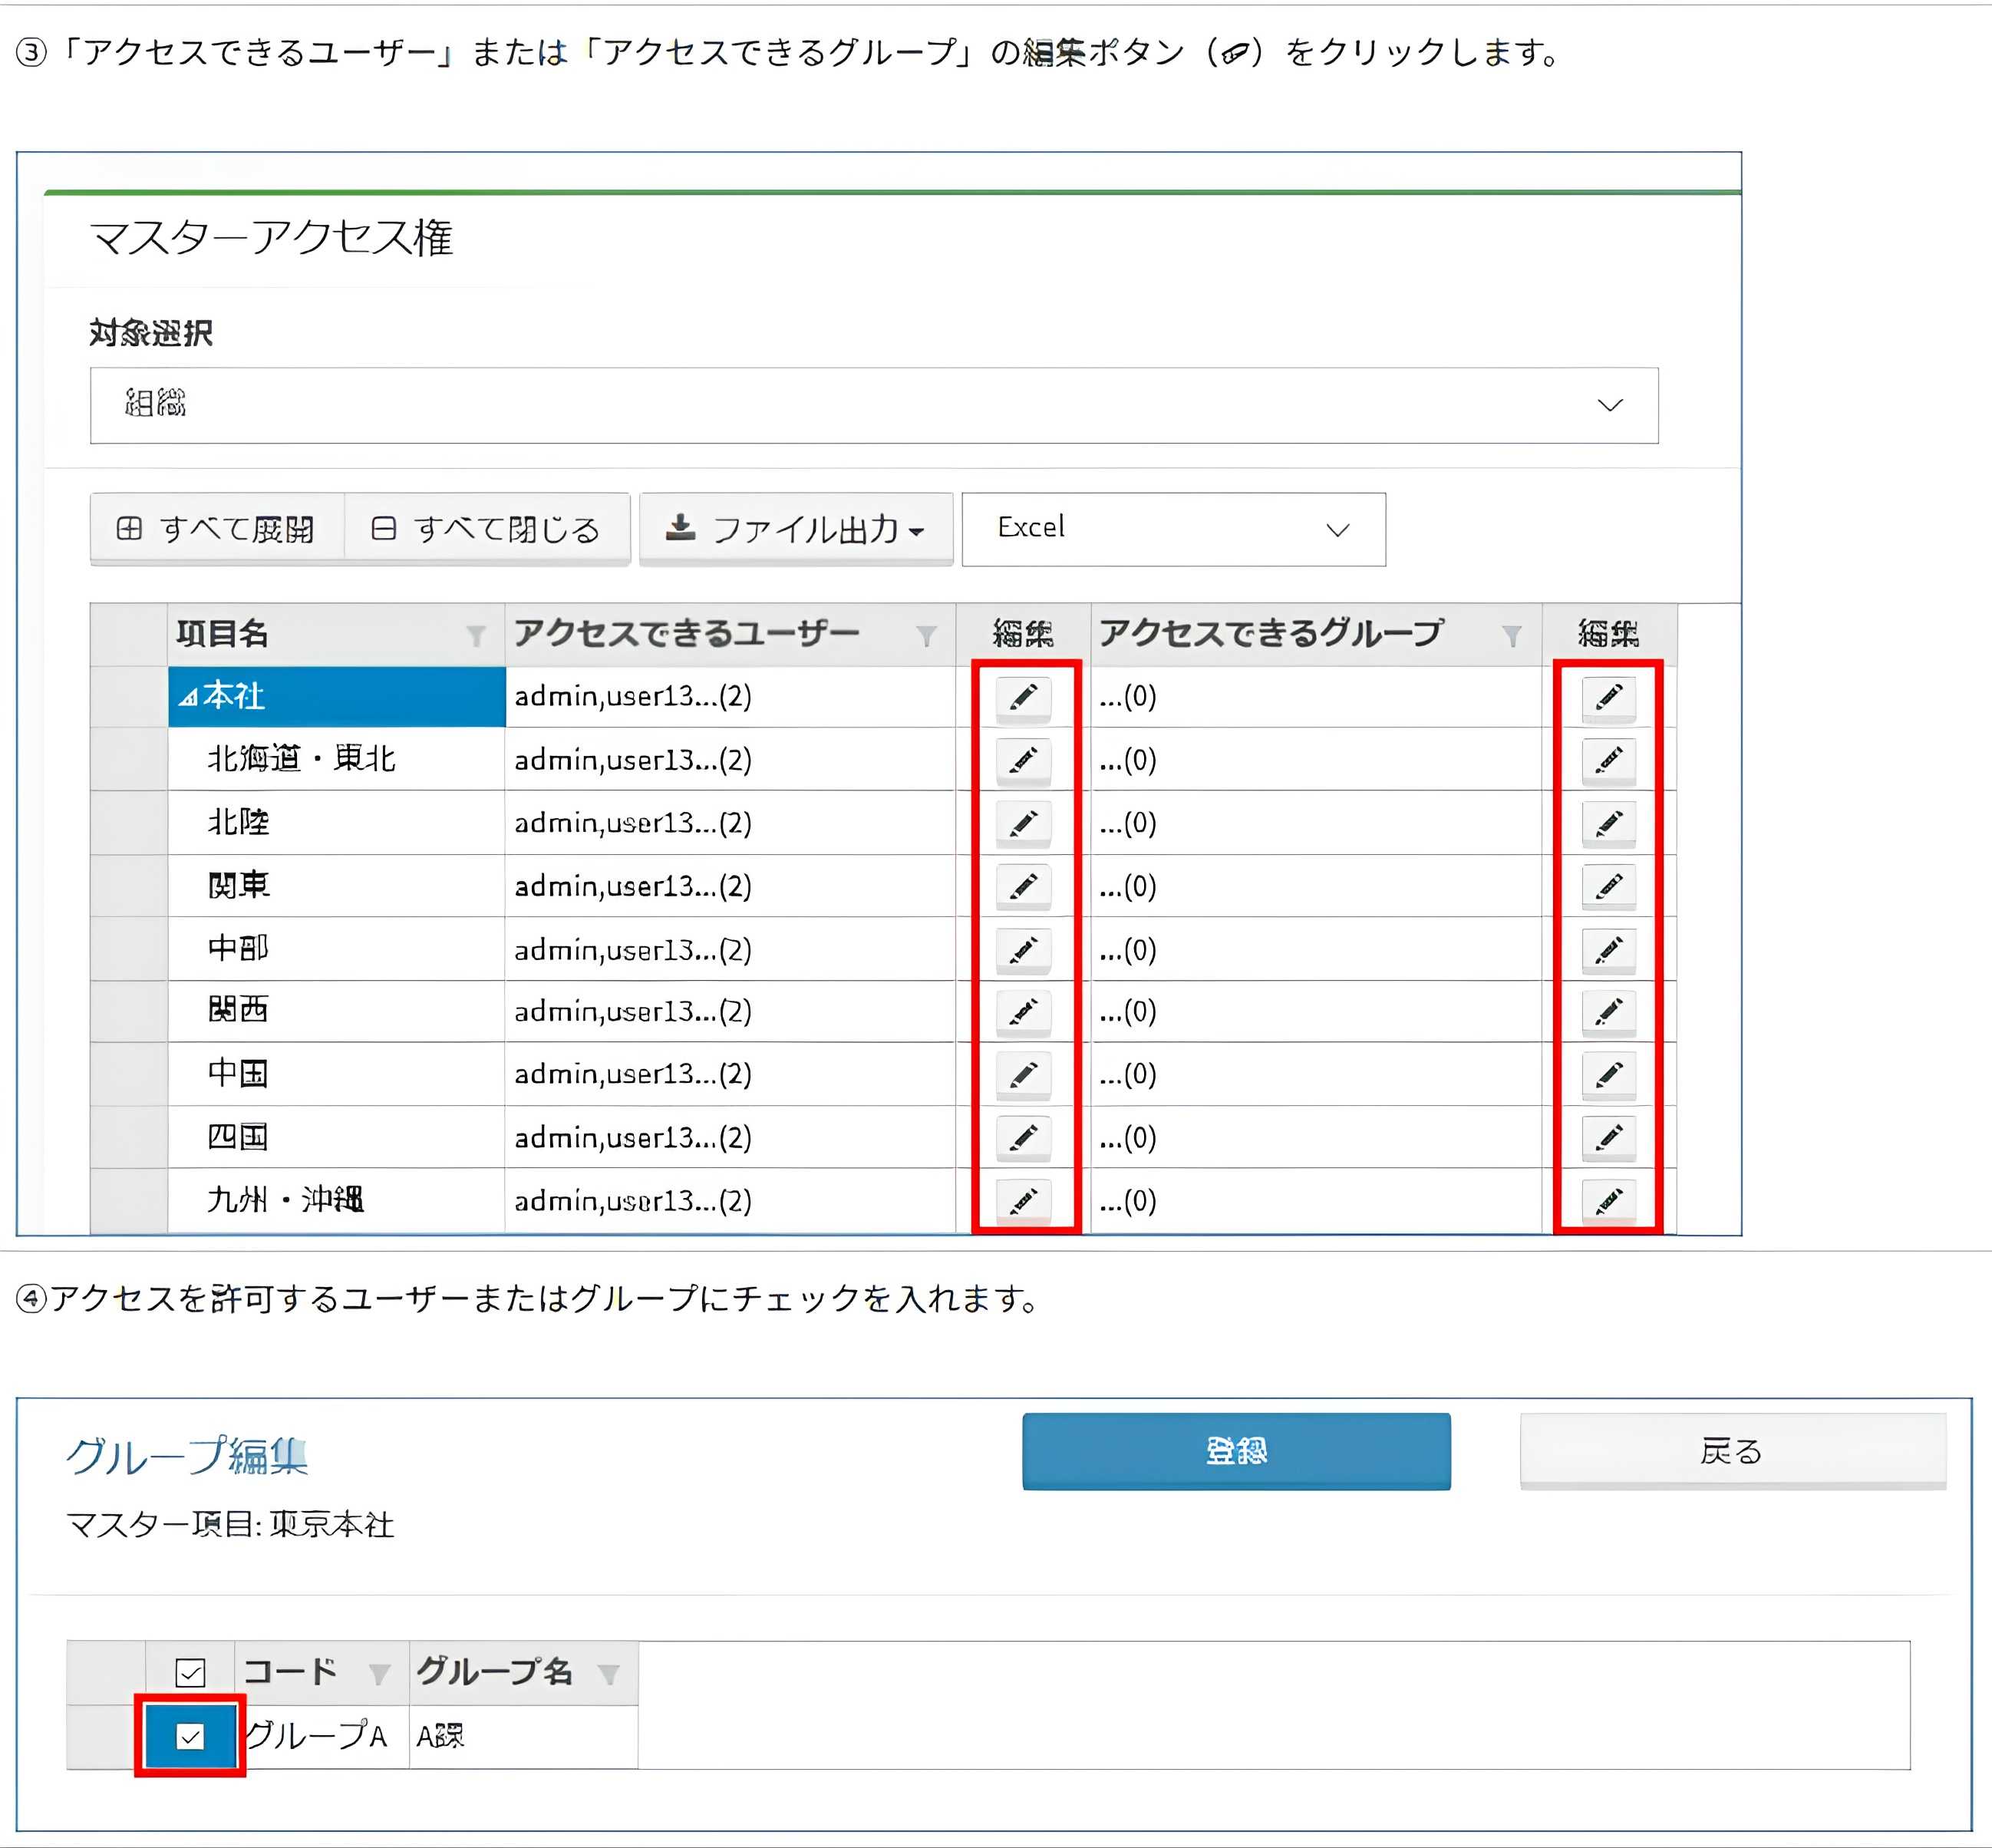 ③「アクセスできるユーザー」または「アクセスできるグループ」の編集ボタン（）をクリックします。
マスターアクセス権
対象選択
組織
すべて展開 すべて閉じる ファイル出力 Excel
項目名 アクセスできるユーザー 編集 アクセスできるグループ 編集
本社 admin,user13...(2) ...(0)
北海道・東北 admin,user13...(2) ...(0)
北陸 admin,user13...(2) ...(0)
関東 admin,user13...(2) ...(0)
中部 admin,user13...(2) ...(0)
関西 admin,user13...(2) ...(0)
中国 admin,user13...(2) ...(0)
四国 admin,user13...(2) ...(0)
九州・沖縄 admin,user13...(2) ...(0)
④アクセスを許可するユーザーまたはグループにチェックを入れます。
グループ編集 登録 戻る
マスター項目: 東京本社
コード グループ名
グループA A課